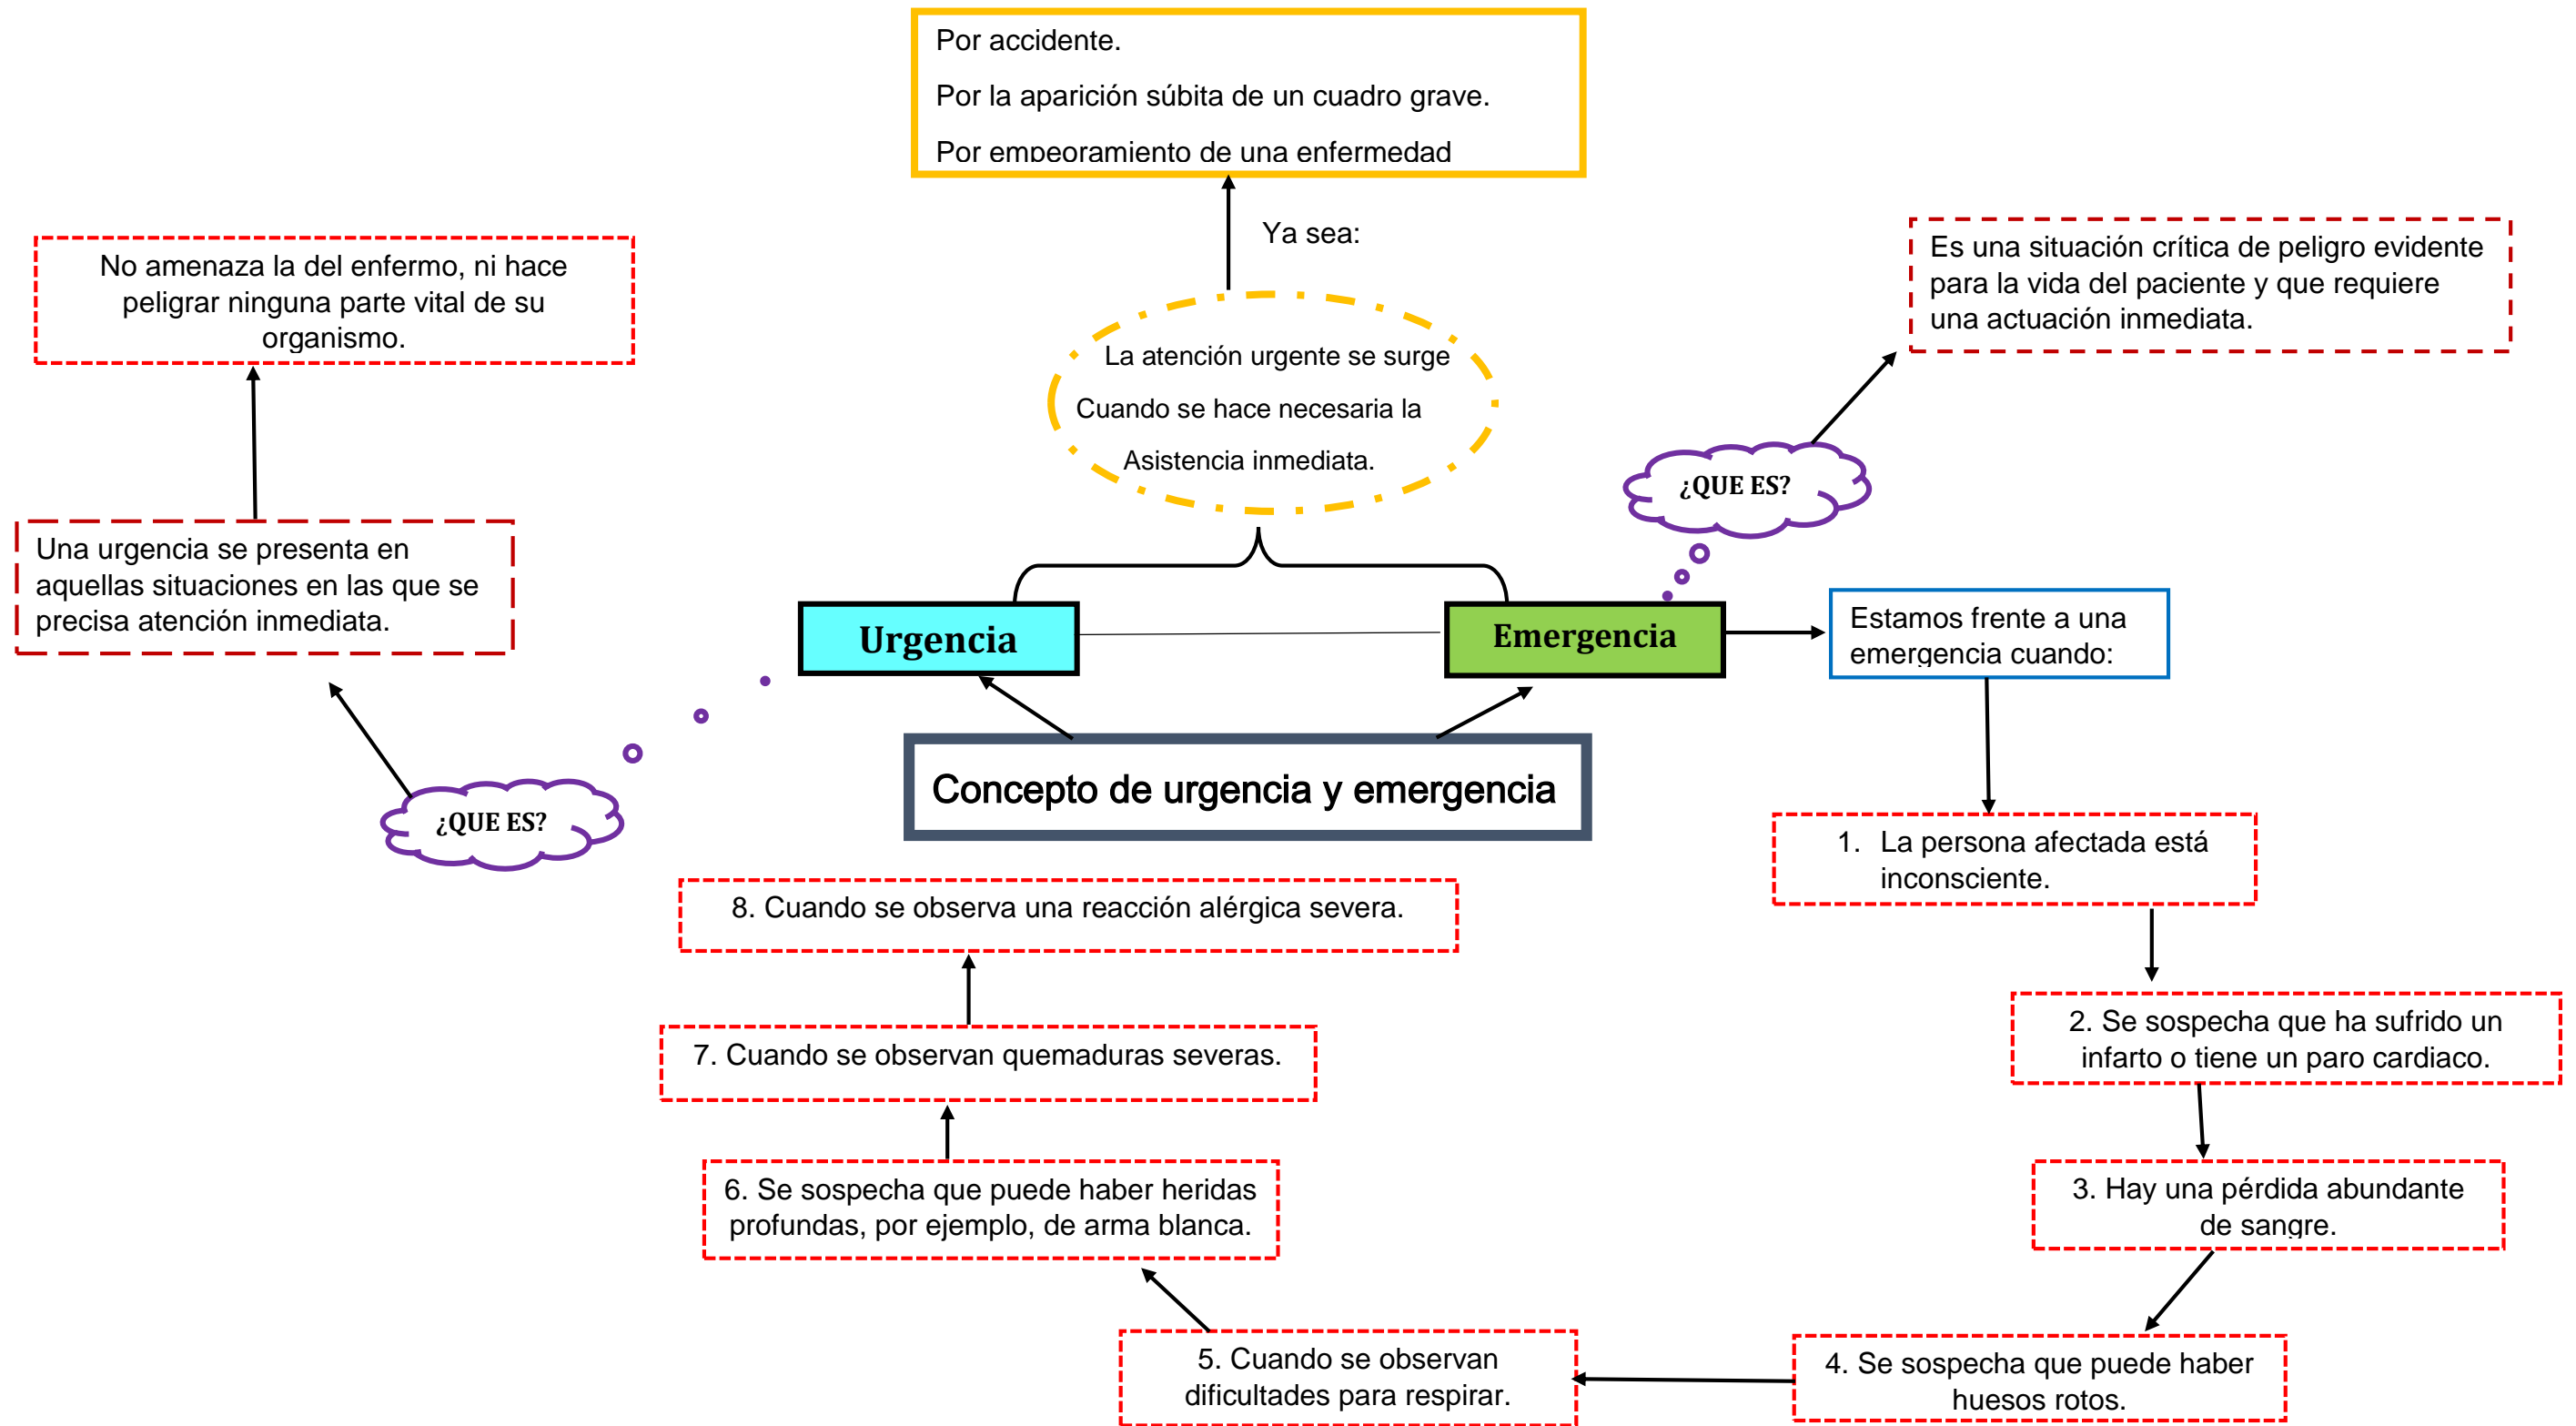 Por accidente.
Por la aparición súbita de un cuadro grave.
Por empeoramiento de una enfermedad
Ya sea:
Es una situación crítica de peligro evidente
para la vida del paciente y que requiere
una actuación inmediata.
No amenaza la del enfermo, ni hace
peligrar ninguna parte vital de su
organismo.
La atención urgente se surge
Cuando se hace necesaria la
Asistencia inmediata.
¿QUE ES?
Una urgencia se presenta en
aquellas situaciones en las que se
precisa atención inmediata.
Urgencia
Emergencia
Estamos frente a una
emergencia cuando:
Concepto de urgencia y emergencia
¿QUE ES?
1. La persona afectada está
inconsciente.
8. Cuando se observa una reacción alérgica severa.
2. Se sospecha que ha sufrido un
infarto o tiene un paro cardiaco.
7. Cuando se observan quemaduras severas.
6. Se sospecha que puede haber heridas
profundas, por ejemplo, de arma blanca.
3. Hay una pérdida abundante
de sangre.
5. Cuando se observan
dificultades para respirar.
4. Se sospecha que puede haber
huesos rotos.